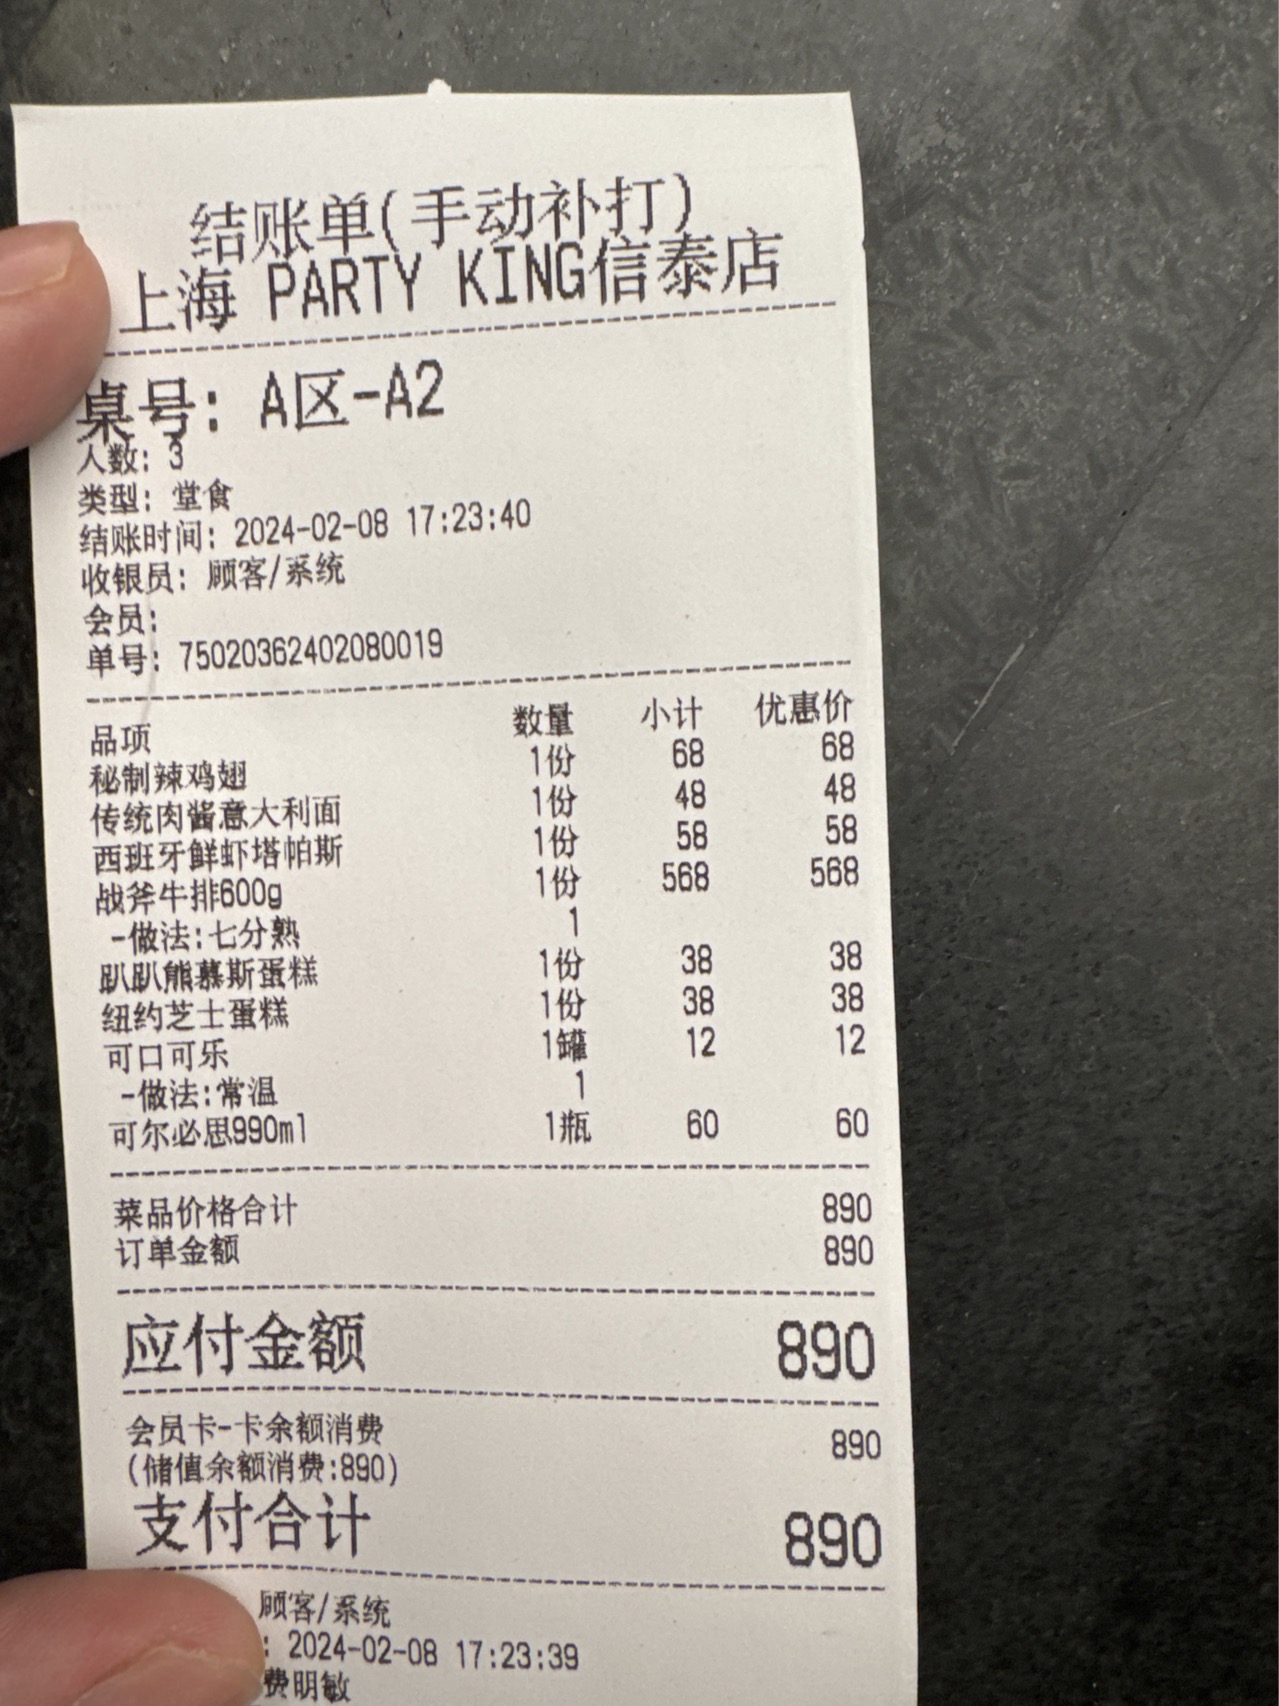 结账单(手动补打)
上海 PARTY KING信泰店
桌号: A区-A2
人数: 3
类型: 堂食
结账时间: 2024-02-08 17:23:40
收银员: 顾客/系统
会员:
单号: 75020362402080019
品项 数量 小计 优惠价
秘制辣鸡翅 1份 68 68
传统肉酱意大利面 1份 48 48
西班牙鲜虾塔帕斯 1份 58 58
战斧牛排600g 1份 568 568
-做法:七分熟 1
趴趴熊慕斯蛋糕 1份 38 38
纽约芝士蛋糕 1份 38 38
可口可乐 1罐 12 12
-做法:常温 1
可尔必思990ml 1瓶 60 60
菜品价格合计 890
订单金额 890
应付金额 890
会员卡-卡余额消费 890
(储值余额消费:890)
支付合计 890
顾客/系统
: 2024-02-08 17:23:39
费明敏